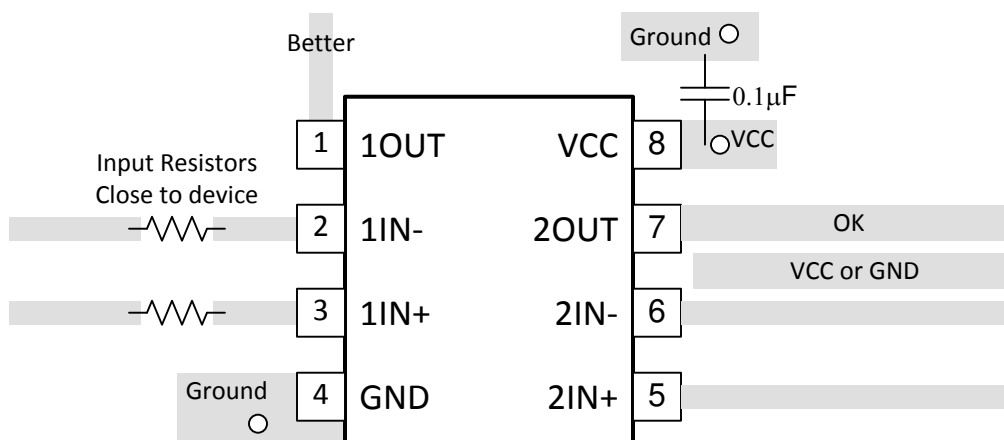 Better
Ground
0.1μF
1 1OUT VCC 8 VCC
Input Resistors
Close to device
2 1IN- 2OUT 7 OK
VCC or GND
3 1IN+ 2IN- 6
Ground
4 GND 2IN+ 5